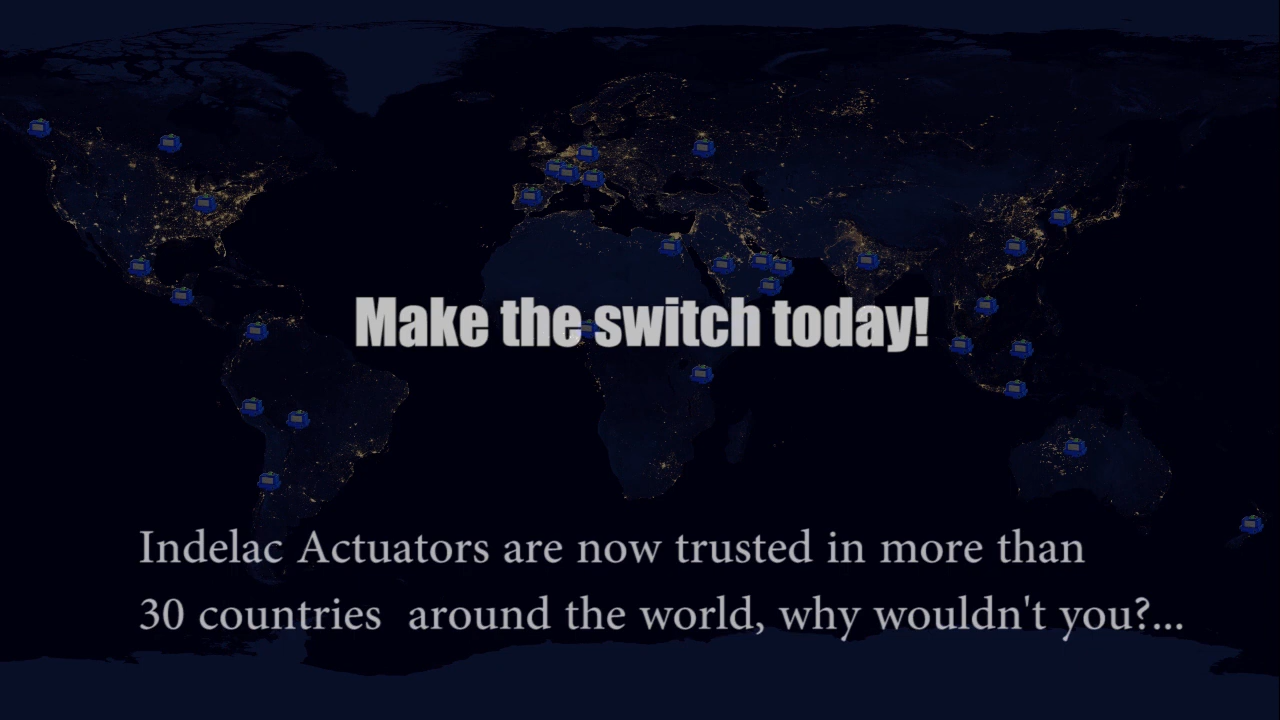 Make the switch today!
Indelac Actuators are now trusted in more than
30 countries  around the world, why wouldn't you?...